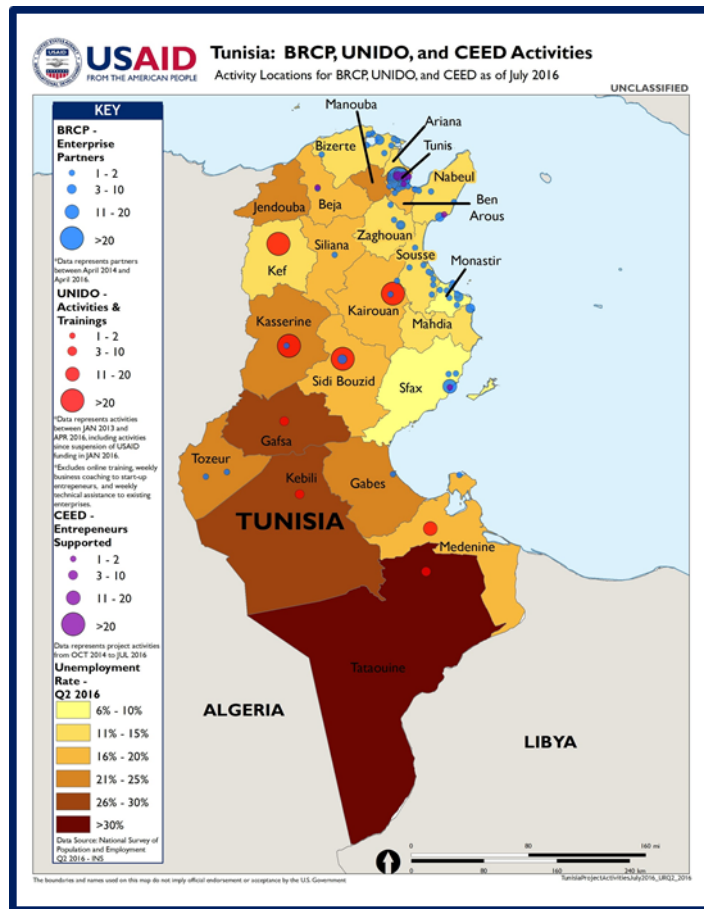 USAID
FROM THE AMERICAN PEOPLE
Tunisia: BRCP, UNIDO, and CEED Activities
Activity Locations for BRCP, UNIDO, and CEED as of July 2016
UNCLASSIFIED
KEY
BRCP -
Enterprise
Partners
1 - 2
3 - 10
11 - 20
>20
*Data represents partners
between April 2014 and
April 2016.
UNIDO -
Activities &
Trainings
1 - 2
3 - 10
11 - 20
>20
*Data represents activities
between JAN 2013 and
APR 2016, including activities
since suspension of USAID
funding in JAN 2016.
*Excludes online training, weekly
business coaching to start-up
entrepeneurs, and weekly
technical assistance to existing
enterprises.
CEED -
Entrepeneurs
Supported
1 - 2
3 - 10
11 - 20
>20
Data represents project activities
from OCT 2014 to JUL 2016
Unemployment
Rate -
Q2 2016
6% - 10%
11% - 15%
16% - 20%
21% - 25%
26% - 30%
>30%
Data Source: National Survey of
Population and Employment
Q2 2016 - INS
Manouba
Ariana
Bizerte
Tunis
Nabeul
Jendouba
Beja
Ben
Arous
Zaghouan
Siliana
Sousse
Kef
Monastir
Kairouan
Kasserine
Mahdia
Sidi Bouzid
Sfax
Gafsa
Tozeur
Kebili
Gabes
TUNISIA
Medenine
Tataouine
ALGERIA
LIBYA
0 80 160 mi
0 120 240 km
The boundaries and names used on this map do not imply official endorsement or acceptance by the U.S. Government
TunisiaProjectActivitiesJuly2016_URQ2_2016